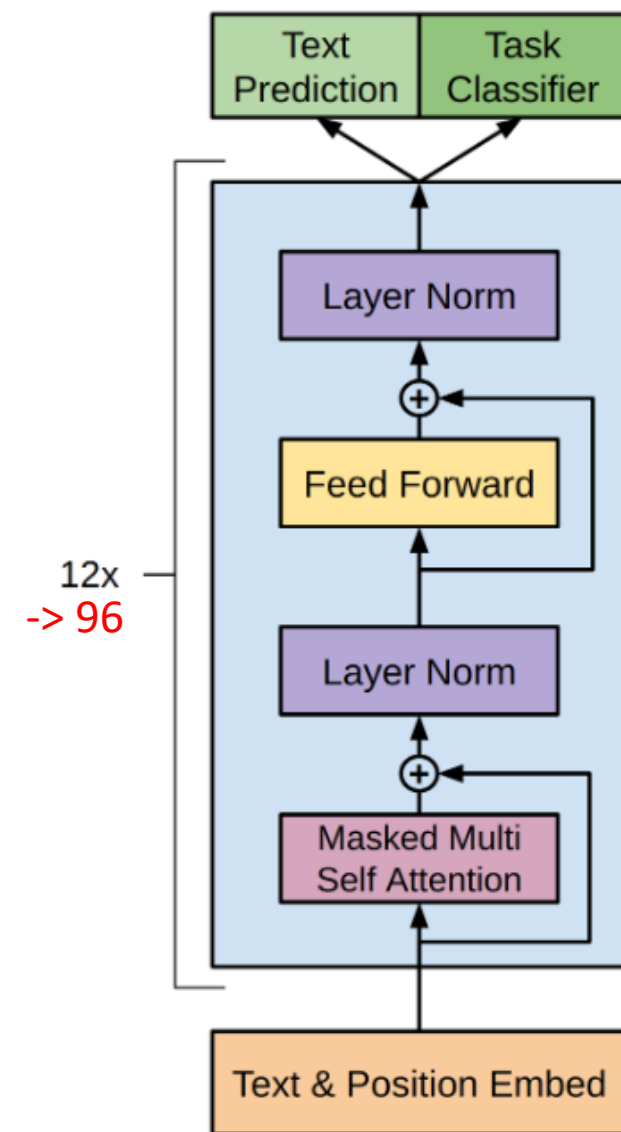 Text
Prediction
Task
Classifier
Layer Norm
+
Feed Forward
12x
-> 96
Layer Norm
+
Masked Multi
Self Attention
Text & Position Embed